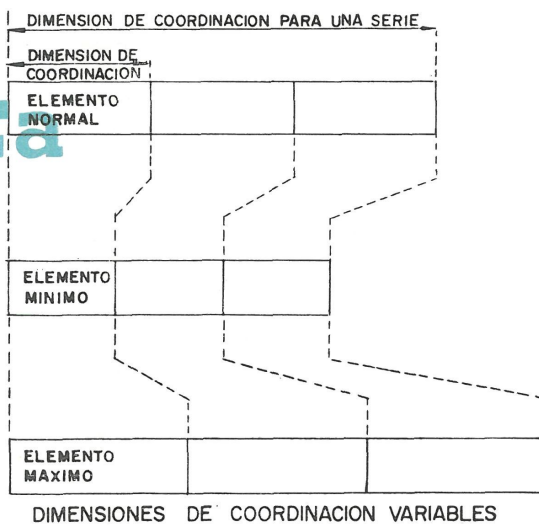 DIMENSION DE COORDINACION PARA UNA SERIE
DIMENSION DE
COORDINACION
ELEMENTO
NORMAL
ELEMENTO
MINIMO
ELEMENTO
MAXIMO
DIMENSIONES DE COORDINACION VARIABLES